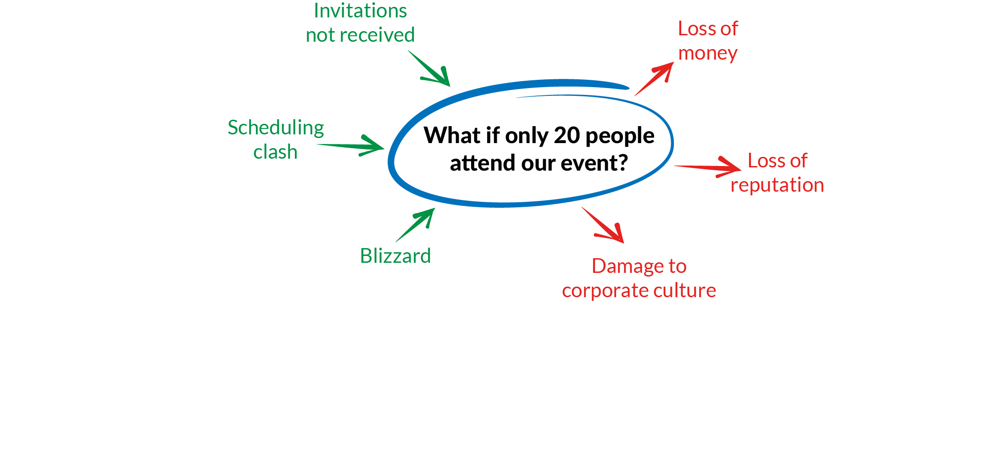 Invitations
not received
Loss of
money
Scheduling
clash
What if only 20 people
attend our event?
Loss of
reputation
Blizzard
Damage to
corporate culture